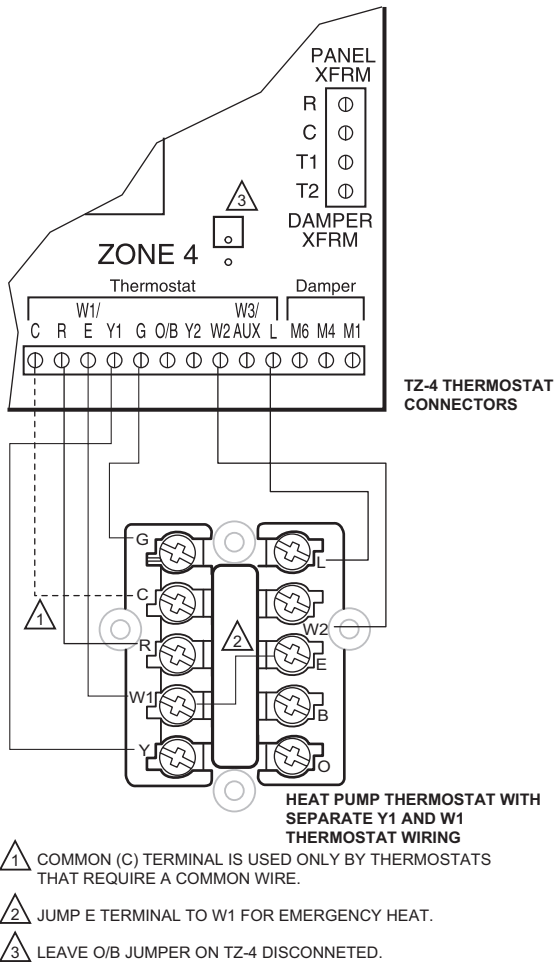 PANEL
XFRM
R
C
T1
T2
DAMPER
XFRM
3
ZONE 4
Thermostat Damper
W1/ W3/
C R E Y1 G O/B Y2 W2 AUX L M6 M4 M1
TZ-4 THERMOSTAT
CONNECTORS
G L
C
1
W2
2
R E
W1 B
Y O
HEAT PUMP THERMOSTAT WITH
SEPARATE Y1 AND W1
THERMOSTAT WIRING
1 COMMON (C) TERMINAL IS USED ONLY BY THERMOSTATS
THAT REQUIRE A COMMON WIRE.
2 JUMP E TERMINAL TO W1 FOR EMERGENCY HEAT.
3 LEAVE O/B JUMPER ON TZ-4 DISCONNETED.